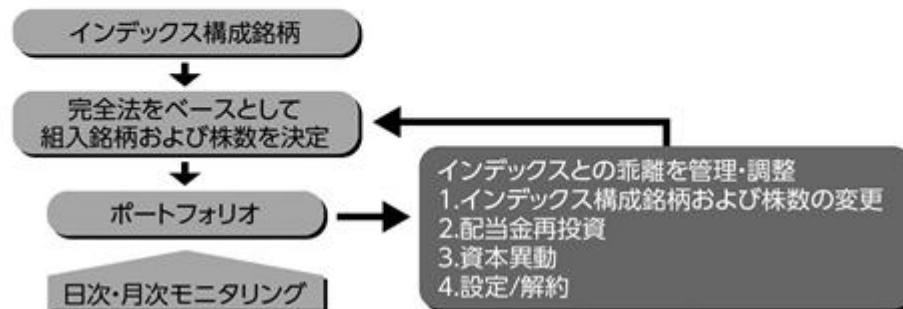 インデックス構成銘柄
完全法をベースとして
組入銘柄および株数を決定
ポートフォリオ
日次・月次モニタリング
インデックスとの乖離を管理・調整
1.インデックス構成銘柄および株数の変更
2.配当金再投資
3.資本異動
4.設定/解約